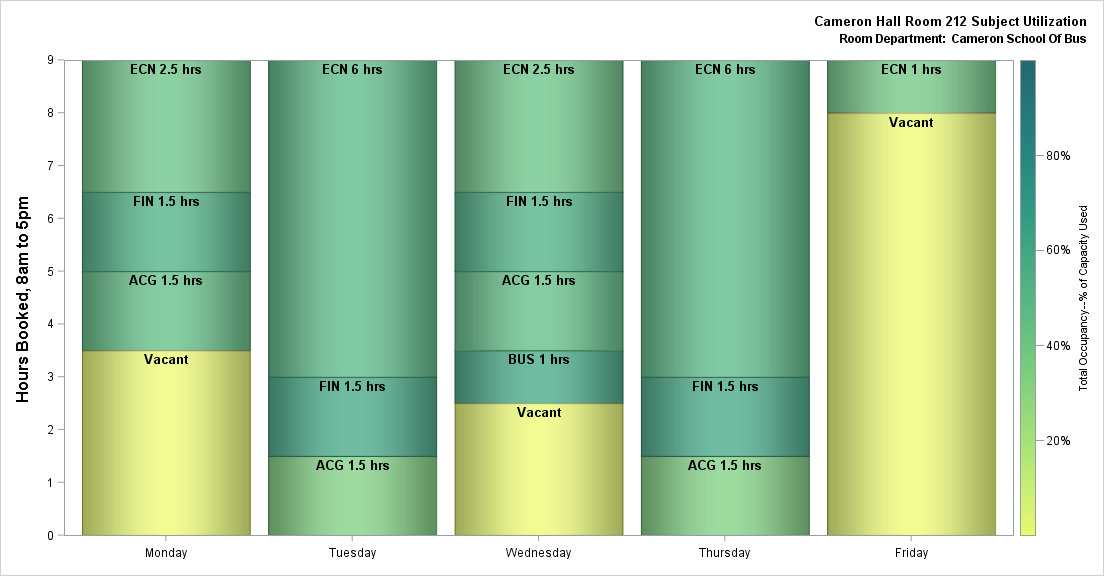 Cameron Hall Room 212 Subject Utilization
Room Department: Cameron School Of Bus
Hours Booked, 8am to 5pm
9
8
7
6
5
4
3
2
1
0
ECN 2.5 hrs
FIN 1.5 hrs
ACG 1.5 hrs
Vacant
ECN 6 hrs
FIN 1.5 hrs
ACG 1.5 hrs
ECN 2.5 hrs
FIN 1.5 hrs
ACG 1.5 hrs
BUS 1 hrs
Vacant
ECN 6 hrs
FIN 1.5 hrs
ACG 1.5 hrs
ECN 1 hrs
Vacant
Monday
Tuesday
Wednesday
Thursday
Friday
80%
60%
40%
20%
Total Occupancy--% of Capacity Used